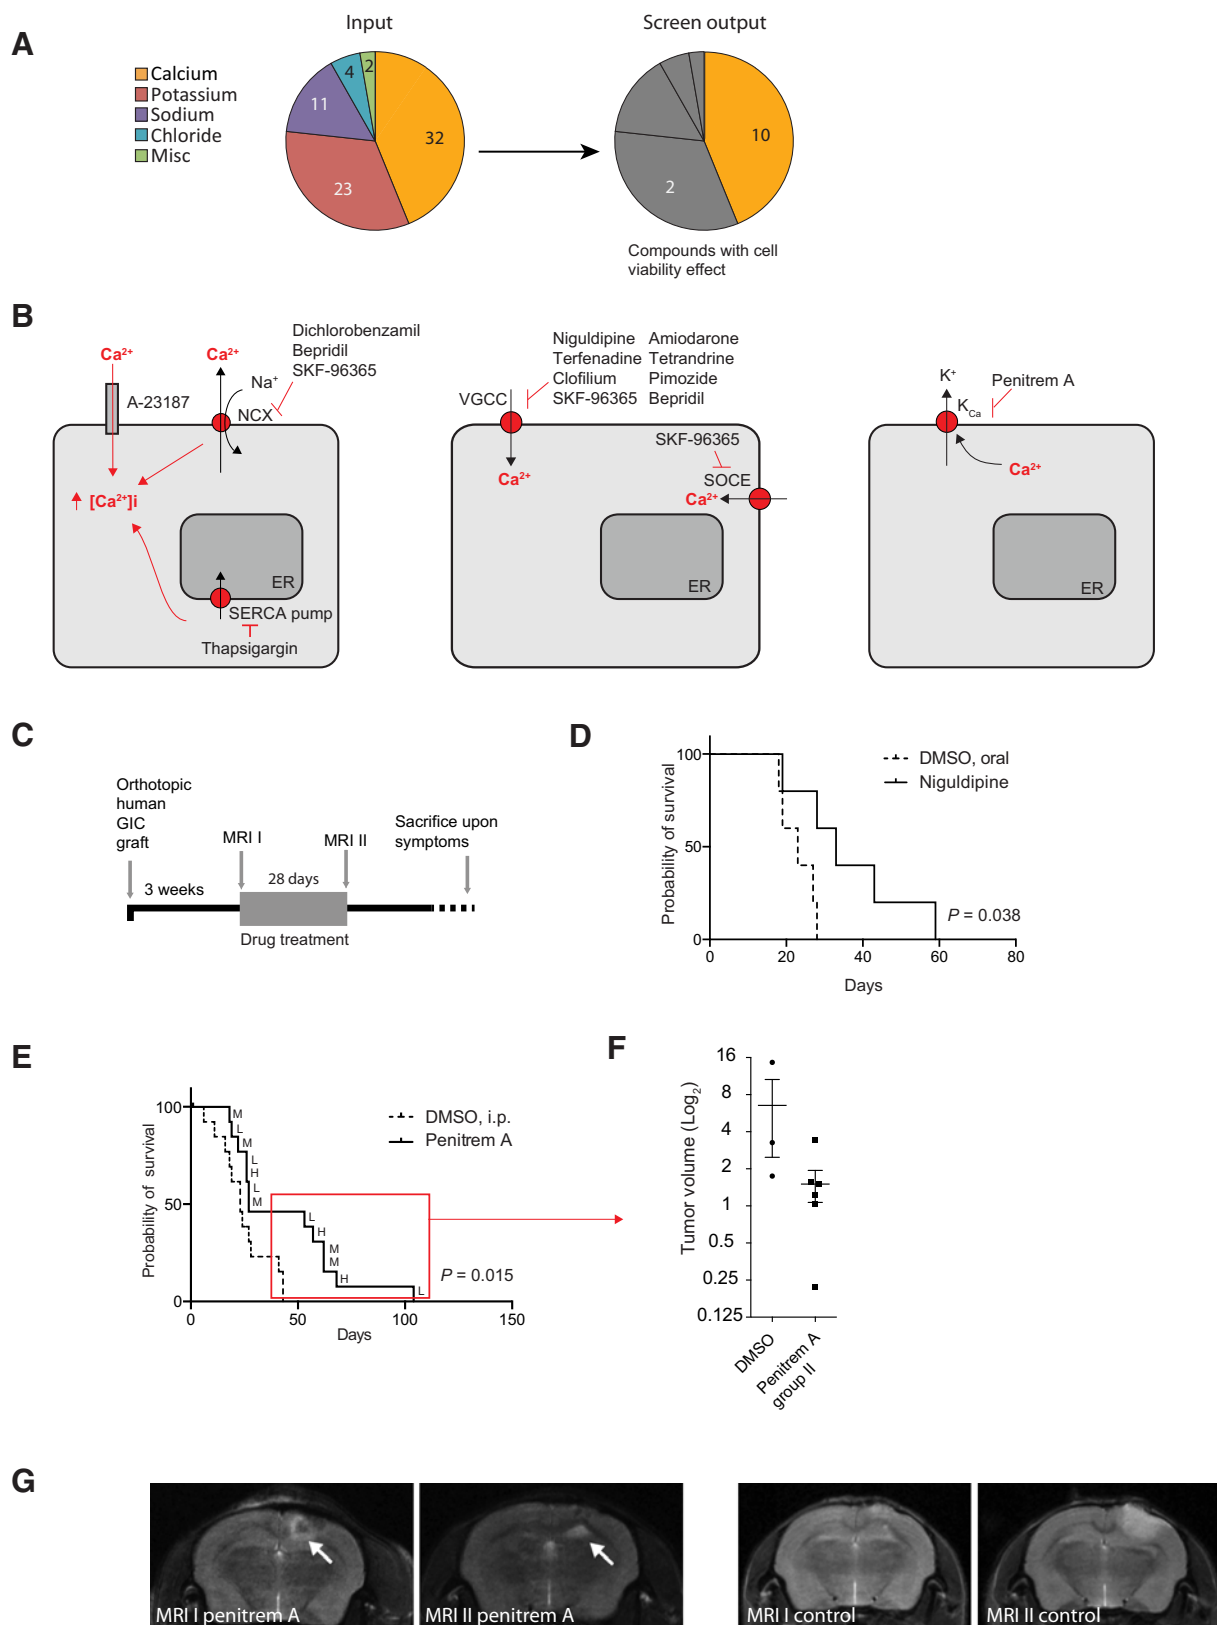 A
Input
Screen output
Calcium
Potassium
Sodium
Chloride
Misc
2
4
11
32
23
10
2
Compounds with cell
viability effect
B
Dichlorobenzamil
Bepridil
SKF-96365
Ca²⁺
Ca²⁺
Na⁺
A-23187
NCX
[Ca²⁺]i
ER
SERCA pump
Thapsigargin
Niguldipine Amiodarone
Terfenadine Tetrandrine
Clofilium Pimozide
SKF-96365 Bepridil
VGCC
Ca²⁺
SKF-96365
SOCE
Ca²⁺
ER
K⁺
Penitrem A
K_Ca
Ca²⁺
ER
C
Orthotopic
human
GIC
graft
3 weeks
MRI I
28 days
MRI II
Drug treatment
Sacrifice upon
symptoms
D
Probability of survival
100
50
0
0 20 40 60 80
Days
DMSO, oral
Niguldipine
P = 0.038
E
Probability of survival
100
50
0
0 50 100 150
Days
DMSO, i.p.
Penitrem A
M
L
M
L
H
L
M
L
H
M
M
H
L
P = 0.015
F
Tumor volume (Log₂)
16
8
4
2
1
0.5
0.25
0.125
DMSO
Penitrem A
group II
G
MRI I penitrem A
MRI II penitrem A
MRI I control
MRI II control